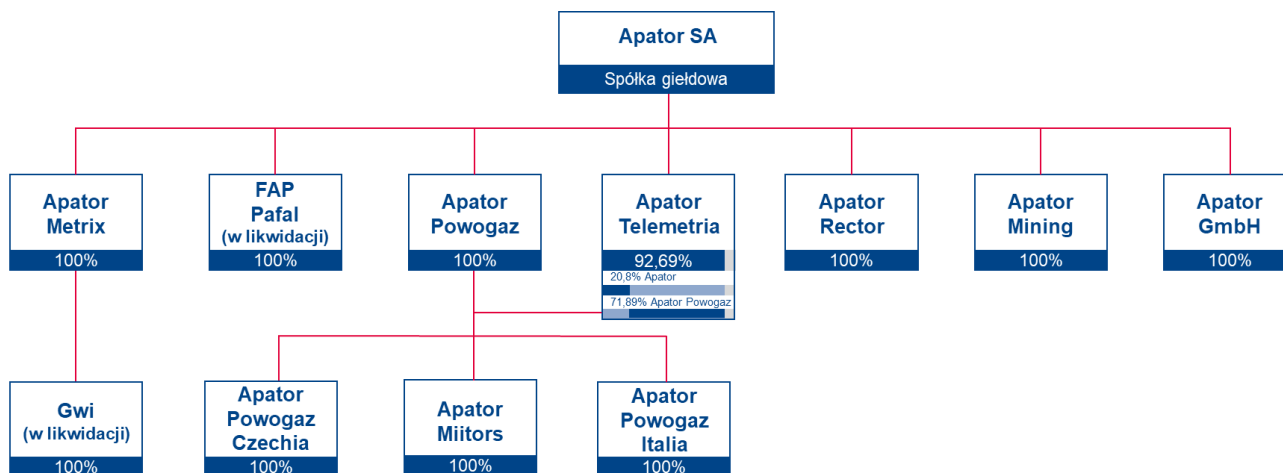 Apator SA
Spółka giełdowa
Apator
Metrix
100%
FAP
Pafal
(w likwidacji)
100%
Apator
Powogaz
100%
Apator
Telemetria
92,69%
20,8% Apator
71,89% Apator Powogaz
Apator
Rector
100%
Apator
Mining
100%
Apator
GmbH
100%
Gwi
(w likwidacji)
100%
Apator
Powogaz
Czechia
100%
Apator
Miitors
100%
Apator
Powogaz
Italia
100%